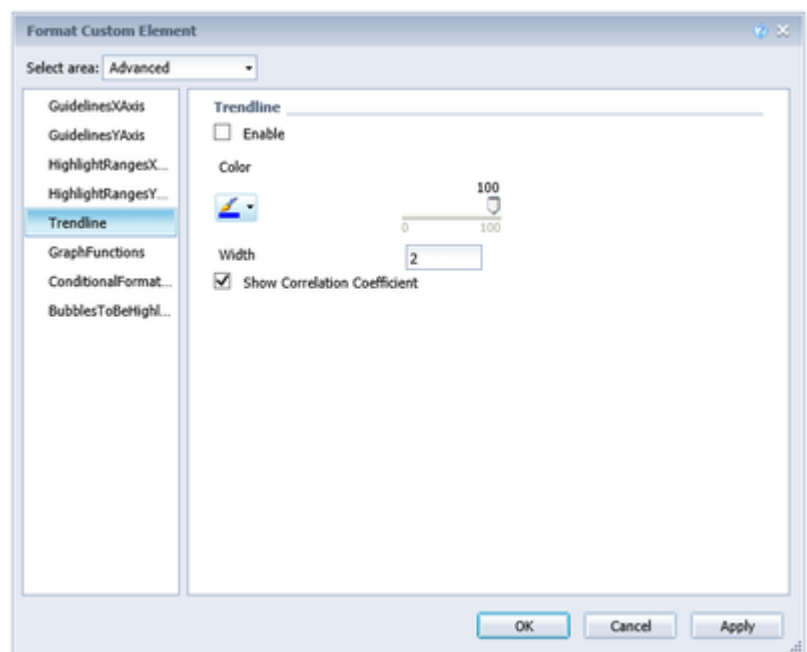 Format Custom Element
Select area: Advanced
GuidelinesXAxis
GuidelinesYAxis
HighlightRangesX...
HighlightRangesY...
Trendline
GraphFunctions
ConditionalFormat...
BubblesToBeHighl...
Trendline
Enable
Color
100
0 100
Width 2
Show Correlation Coefficient
OK Cancel Apply